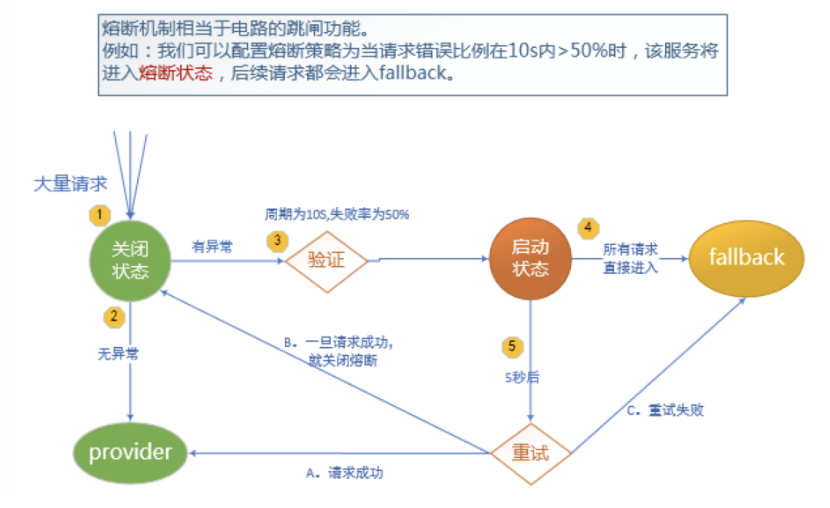 熔断机制相当于电路的跳闸功能。
例如：我们可以配置熔断策略为当请求错误比例在10s内>50%时，该服务将
进入熔断状态，后续请求都会进入fallback。
大量请求
1
关闭
状态
有异常
周期为10S,失败率为50%
3
验证
启动
状态
4
所有请求
直接进入
fallback
2
无异常
B. 一旦请求成功，
就关闭熔断
5
5秒后
C. 重试失败
provider
重试
A. 请求成功